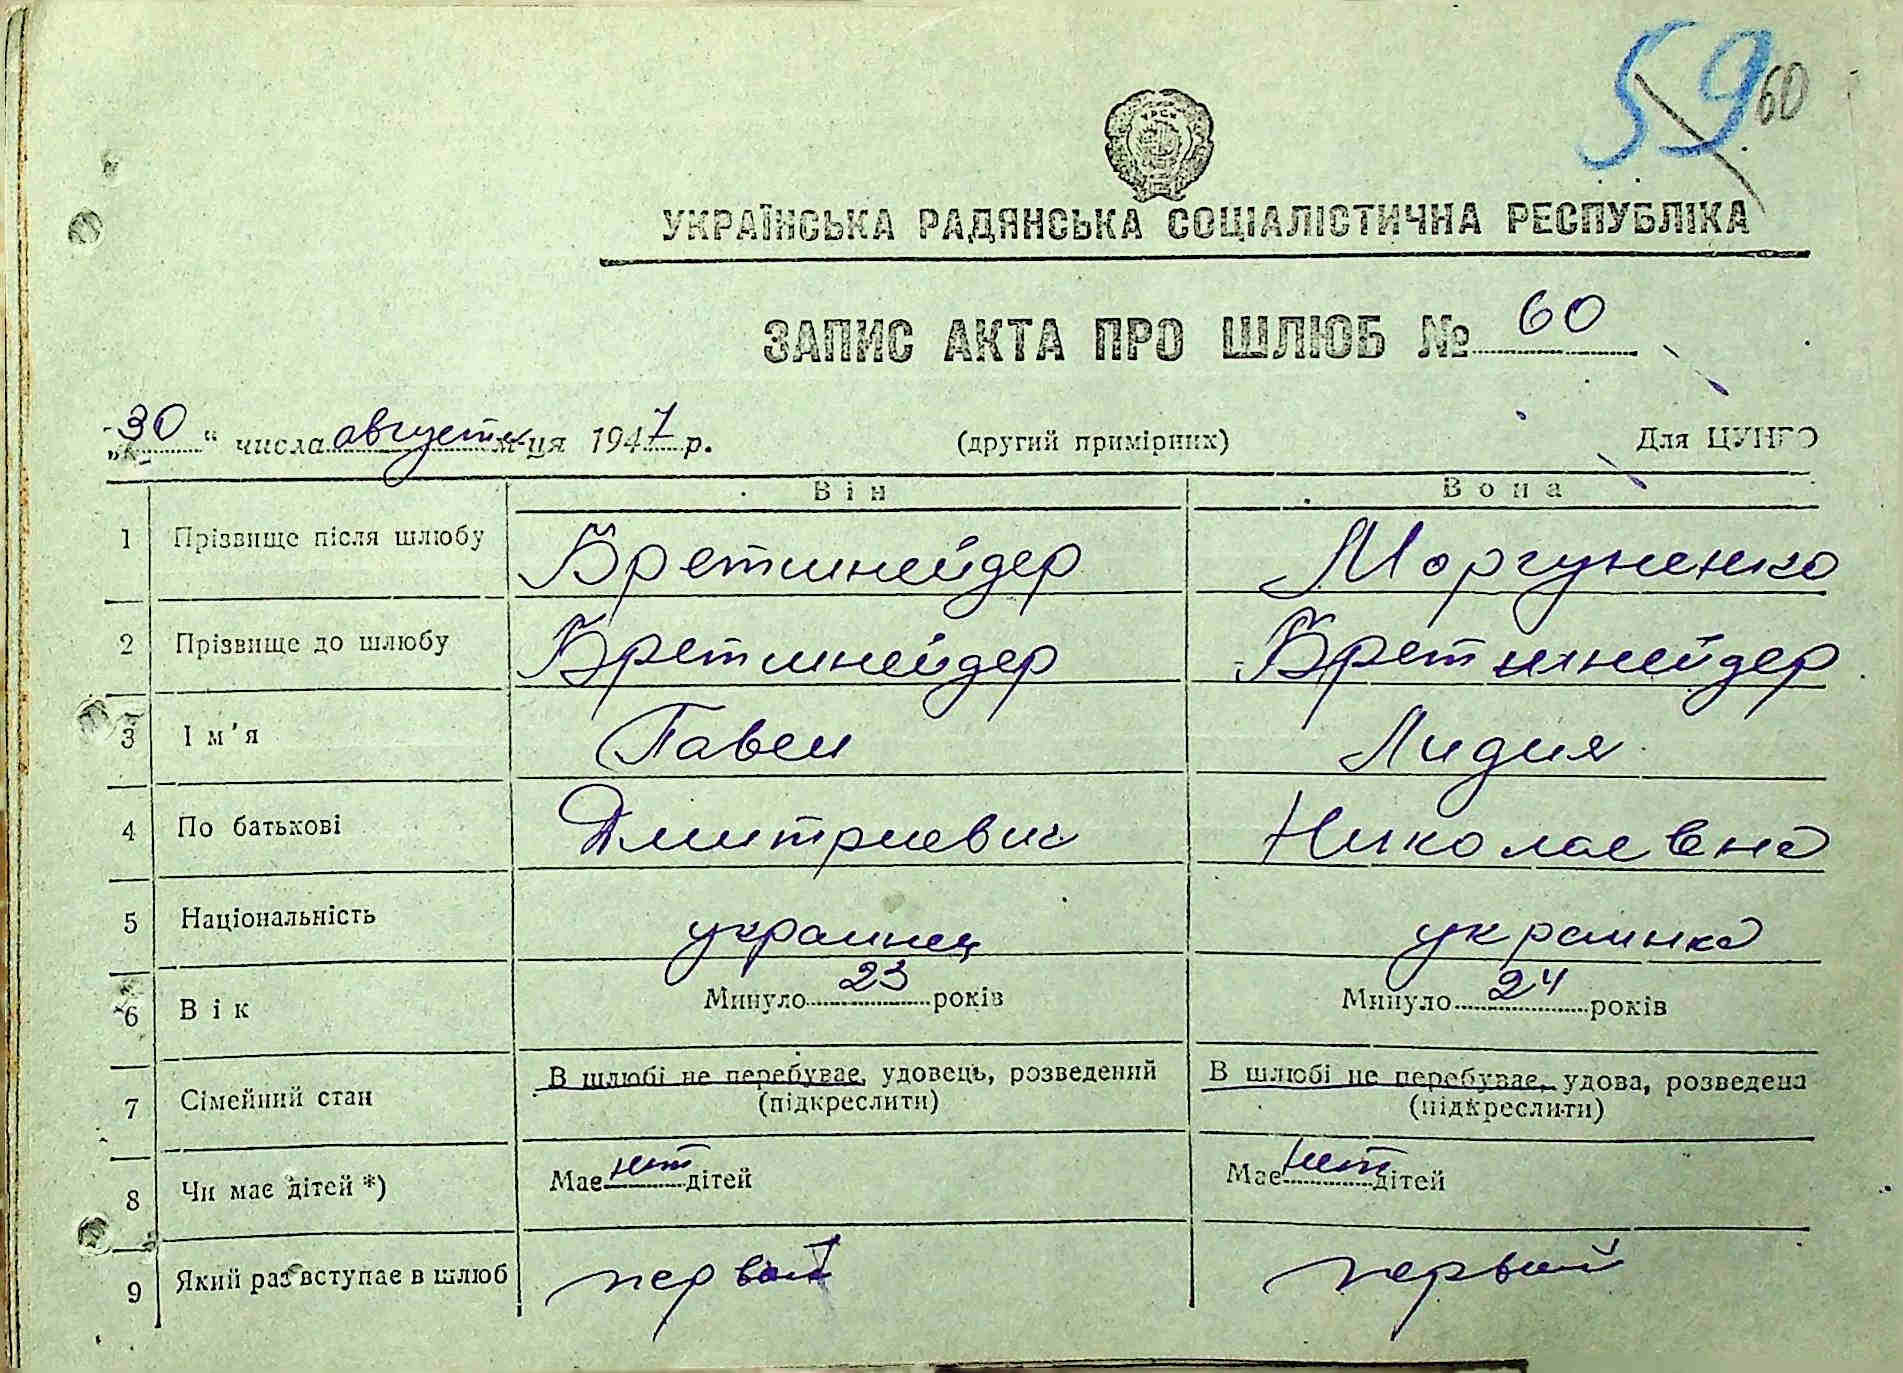 59 60
УРСР
УКРАЇНСЬКА РАДЯНСЬКА СОЦІАЛІСТИЧНА РЕСПУБЛІКА
ЗАПИС АКТА ПРО ШЛЮБ № 60
„30“ числа августа м-ця 1947 р. (другий примірник) Для ЦУНГО
Він Вона
1 Прізвище після шлюбу Бретшнейдер Моргуненко
2 Прізвище до шлюбу Бретшнейдер Бретшнейдер
3 Ім'я Павел Лидия
4 По батькові Дмитриевич Николаевна
5 Національність украинец украинка
6 Вік Минуло 23 років Минуло 24 років
7 Сімейний стан В шлюбі не перебуває, удовець, розведений В шлюбі не перебуває, удова, розведена
(підкреслити) (підкреслити)
8 Чи має дітей *) Має нет дітей Має нет дітей
9 Який раз вступає в шлюб первый первый